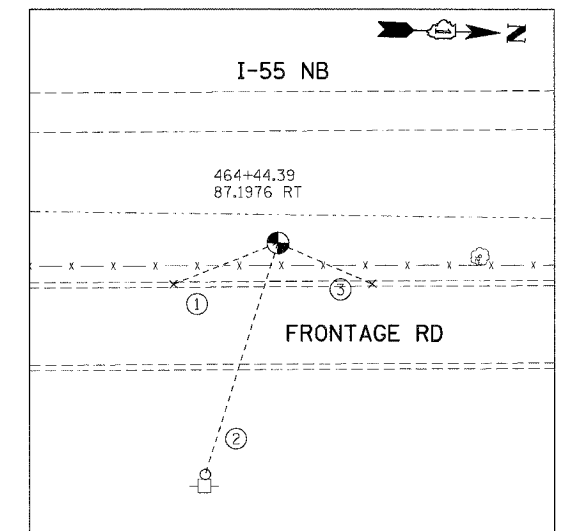 N
I-55 NB
464+44.39
87.1976 RT
X X X X X X X X X X X
1
3
FRONTAGE RD
2